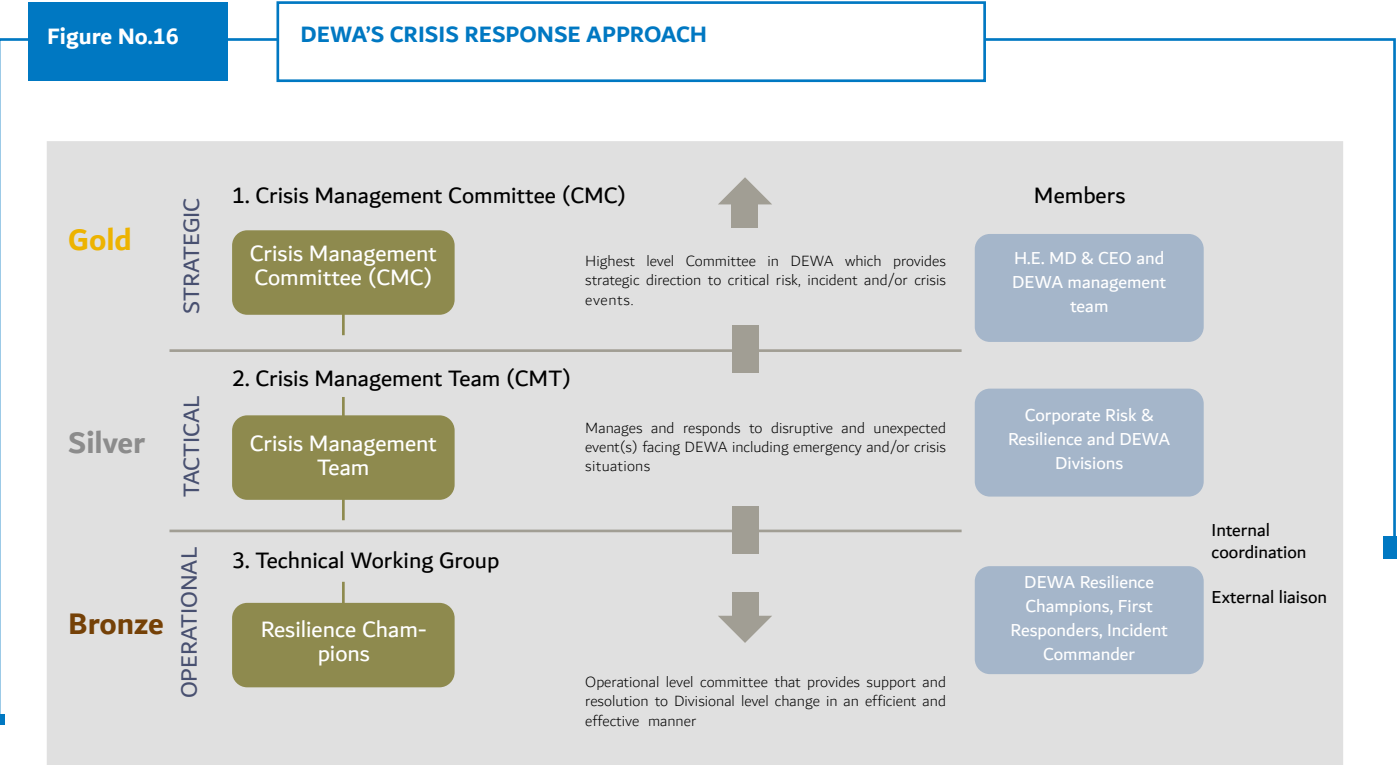 Figure No.16
DEWA'S CRISIS RESPONSE APPROACH
Gold
STRATEGIC
1. Crisis Management Committee (CMC)
Crisis Management
Committee (CMC)
Highest level Committee in DEWA which provides
strategic direction to critical risk, incident and/or crisis
events.
Members
H.E. MD & CEO and
DEWA management
team
Silver
TACTICAL
2. Crisis Management Team (CMT)
Crisis Management
Team
Manages and responds to disruptive and unexpected
event(s) facing DEWA including emergency and/or crisis
situations
Corporate Risk &
Resilience and DEWA
Divisions
Bronze
OPERATIONAL
3. Technical Working Group
Resilience Cham-
pions
Operational level committee that provides support and
resolution to Divisional level change in an efficient and
effective manner
DEWA Resilience
Champions, First
Responders, Incident
Commander
Internal
coordination
External liaison